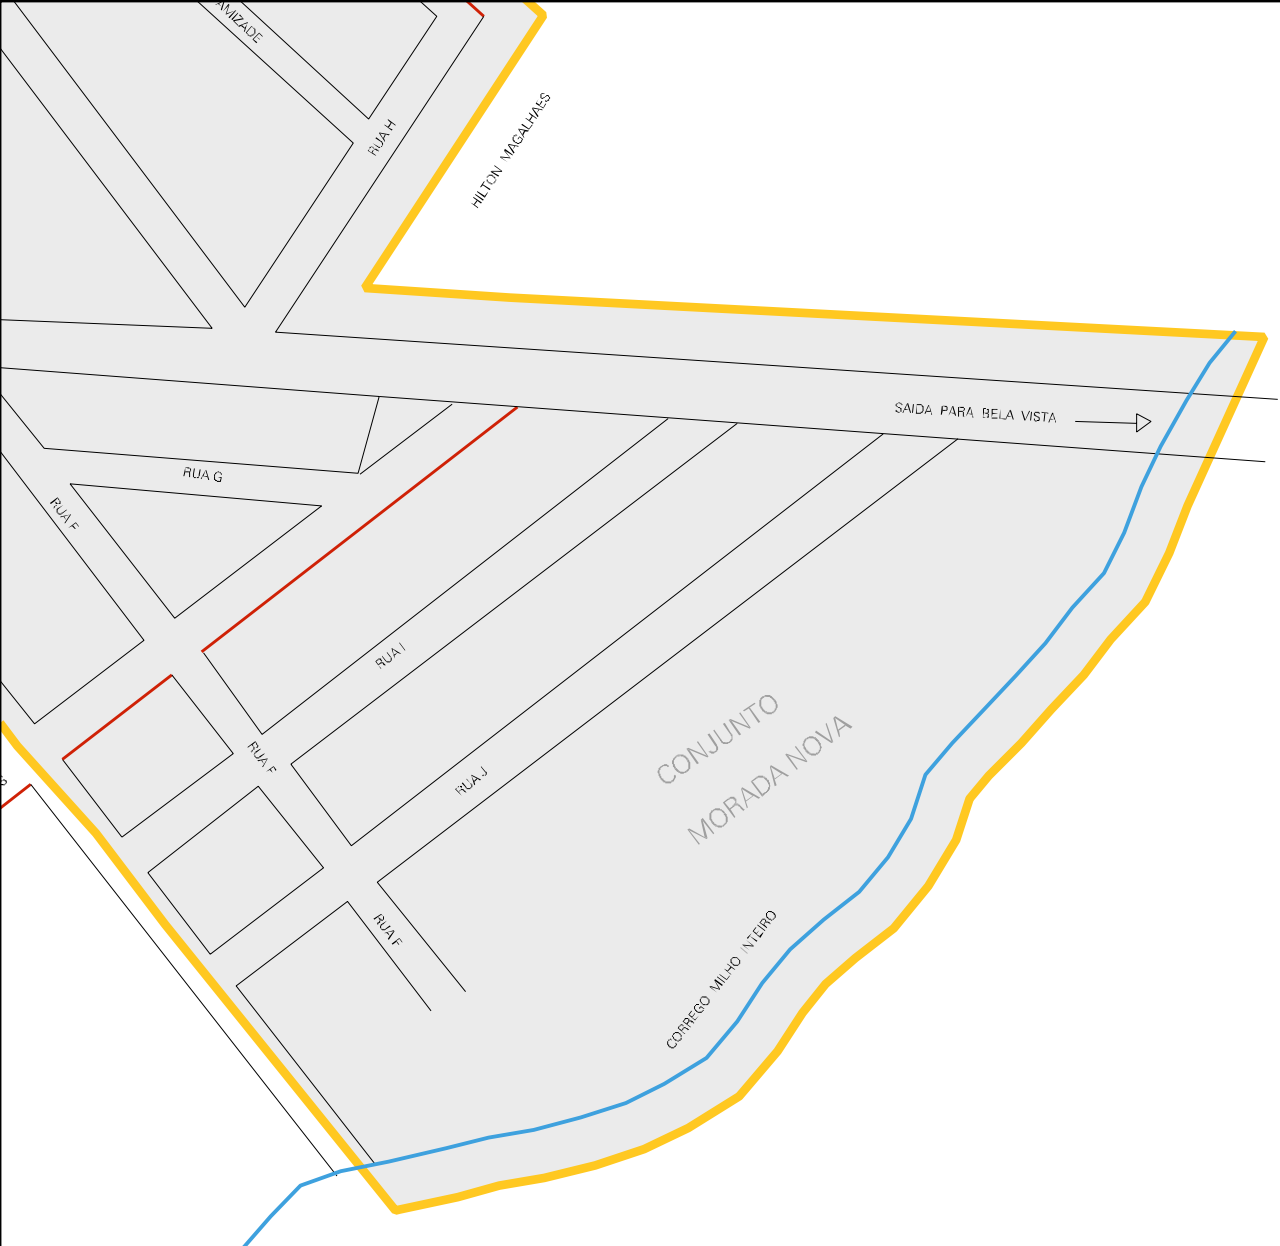 AMIZADE
RUA H
HILTON MAGALHAES
SAIDA PARA BELA VISTA
RUA G
RUA F
RUA I
RUA F
RUA J
CONJUNTO
MORADA NOVA
RUA F
CORREGO MILHO INTEIRO